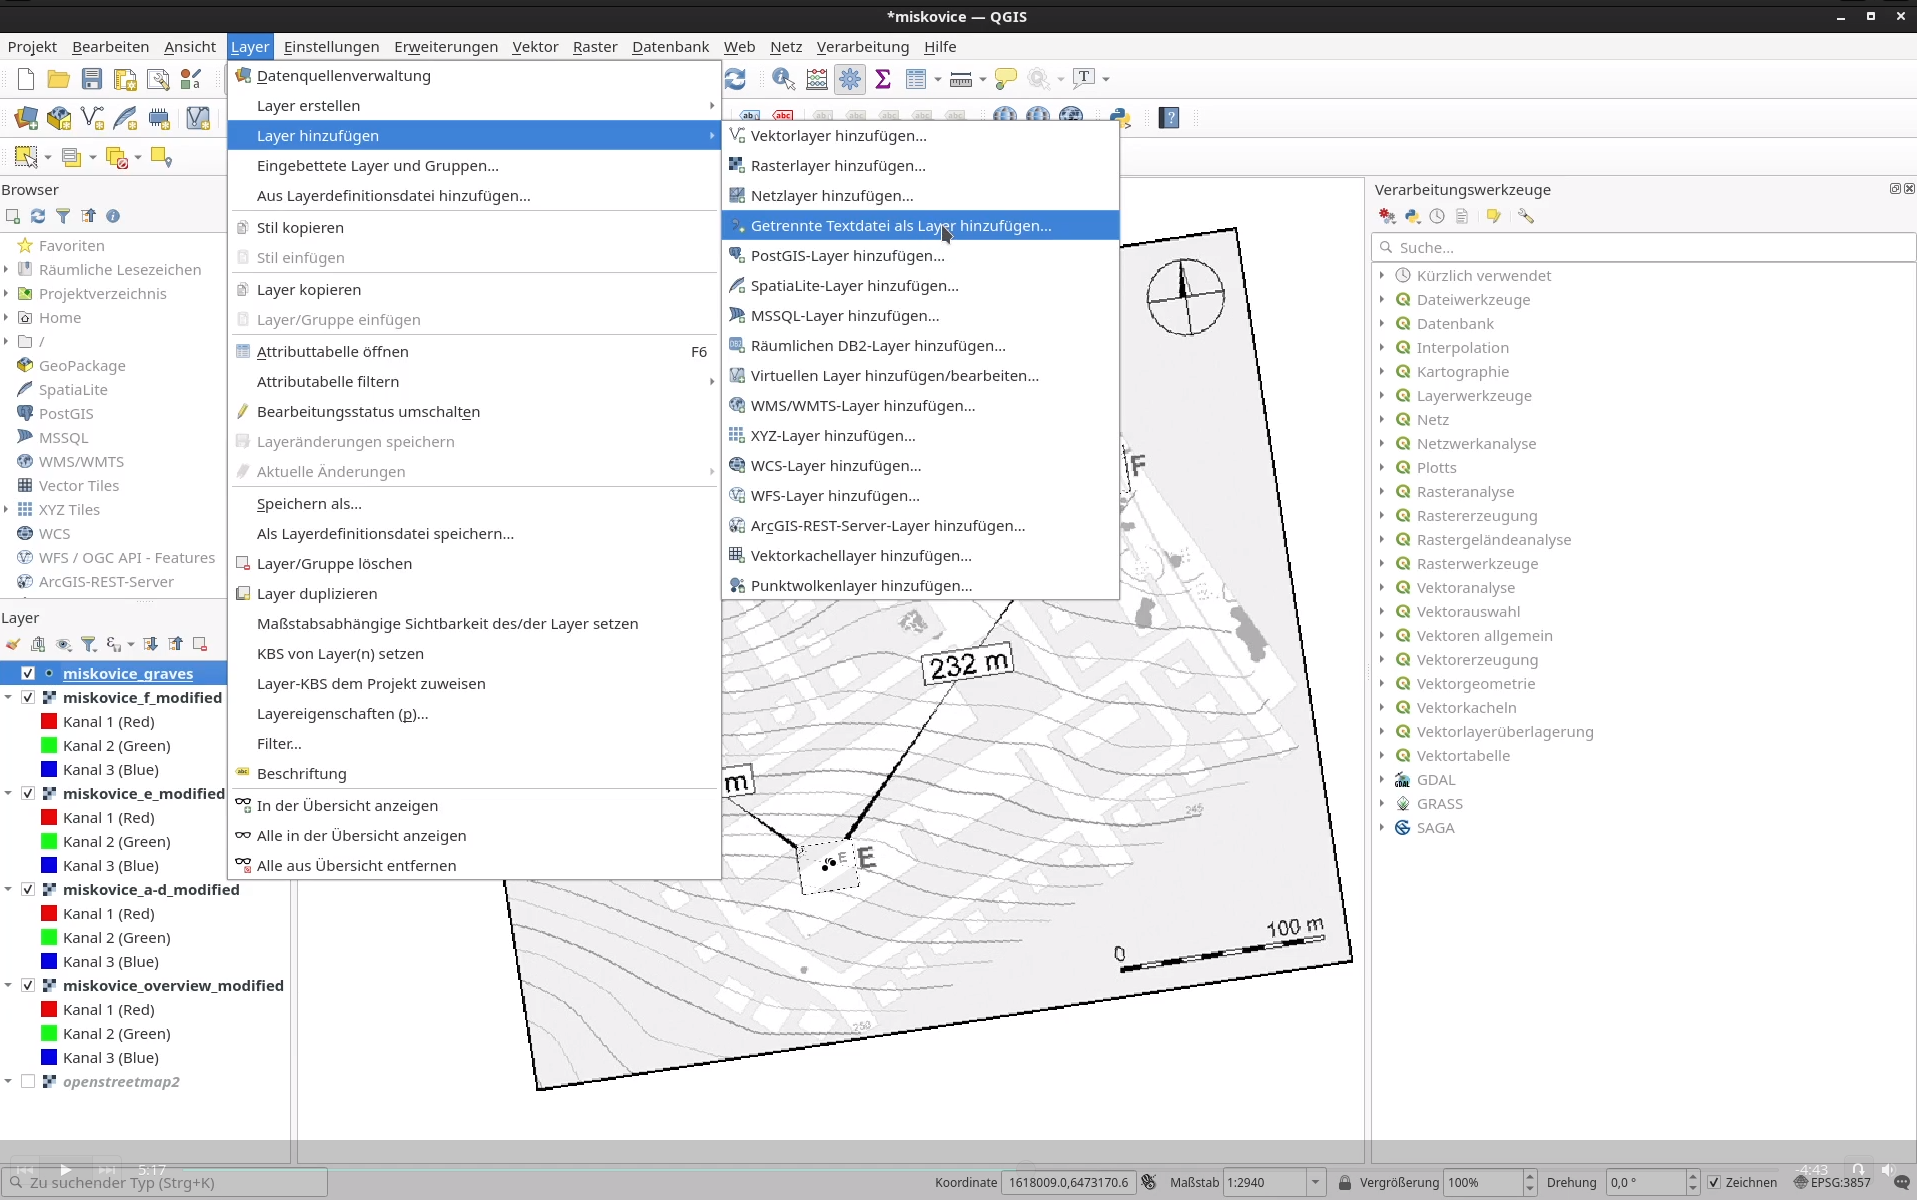 *miskovice — QGIS
Projekt Bearbeiten Ansicht Layer Einstellungen Erweiterungen Vektor Raster Datenbank Web Netz Verarbeitung Hilfe
Datenquellenverwaltung
Layer erstellen
Layer hinzufügen
Eingebettete Layer und Gruppen...
Aus Layerdefinitionsdatei hinzufügen...
Stil kopieren
Stil einfügen
Layer kopieren
Layer/Gruppe einfügen
Attributtabelle öffnen F6
Attributabelle filtern
Bearbeitungsstatus umschalten
Layeränderungen speichern
Aktuelle Änderungen
Speichern als...
Als Layerdefinitionsdatei speichern...
Layer/Gruppe löschen
Layer duplizieren
Maßstabsabhängige Sichtbarkeit des/der Layer setzen
KBS von Layer(n) setzen
Layer-KBS dem Projekt zuweisen
Layereigenschaften (p)...
Filter...
Beschriftung
In der Übersicht anzeigen
Alle in der Übersicht anzeigen
Alle aus Übersicht entfernen
Vektorlayer hinzufügen...
Rasterlayer hinzufügen...
Netzlayer hinzufügen...
Getrennte Textdatei als Layer hinzufügen...
PostGIS-Layer hinzufügen...
SpatiaLite-Layer hinzufügen...
MSSQL-Layer hinzufügen...
Räumlichen DB2-Layer hinzufügen...
Virtuellen Layer hinzufügen/bearbeiten...
WMS/WMTS-Layer hinzufügen...
XYZ-Layer hinzufügen...
WCS-Layer hinzufügen...
WFS-Layer hinzufügen...
ArcGIS-REST-Server-Layer hinzufügen...
Vektorkachellayer hinzufügen...
Punktwolkenlayer hinzufügen...
Browser
Favoriten
Räumliche Lesezeichen
Projektverzeichnis
Home
/
GeoPackage
SpatiaLite
PostGIS
MSSQL
WMS/WMTS
Vector Tiles
XYZ Tiles
WCS
WFS / OGC API - Features
ArcGIS-REST-Server
Layer
miskovice_graves
miskovice_f_modified
Kanal 1 (Red)
Kanal 2 (Green)
Kanal 3 (Blue)
miskovice_e_modified
Kanal 1 (Red)
Kanal 2 (Green)
Kanal 3 (Blue)
miskovice_a-d_modified
Kanal 1 (Red)
Kanal 2 (Green)
Kanal 3 (Blue)
miskovice_overview_modified
Kanal 1 (Red)
Kanal 2 (Green)
Kanal 3 (Blue)
openstreetmap2
F
232 m
m
245
E E
0 100 m
250
Verarbeitungswerkzeuge
Suche...
Kürzlich verwendet
Dateiwerkzeuge
Datenbank
Interpolation
Kartographie
Layerwerkzeuge
Netz
Netzwerkanalyse
Plotts
Rasteranalyse
Rastererzeugung
Rastergeländeanalyse
Rasterwerkzeuge
Vektoranalyse
Vektorauswahl
Vektoren allgemein
Vektorerzeugung
Vektorgeometrie
Vektorkacheln
Vektorlayerüberlagerung
Vektortabelle
GDAL
GRASS
SAGA
5:17 -4:43
Zu suchender Typ (Strg+K) Koordinate 1618009.0,6473170.6 Maßstab 1:2940 Vergrößerung 100% Drehung 0,0 ° Zeichnen EPSG:3857